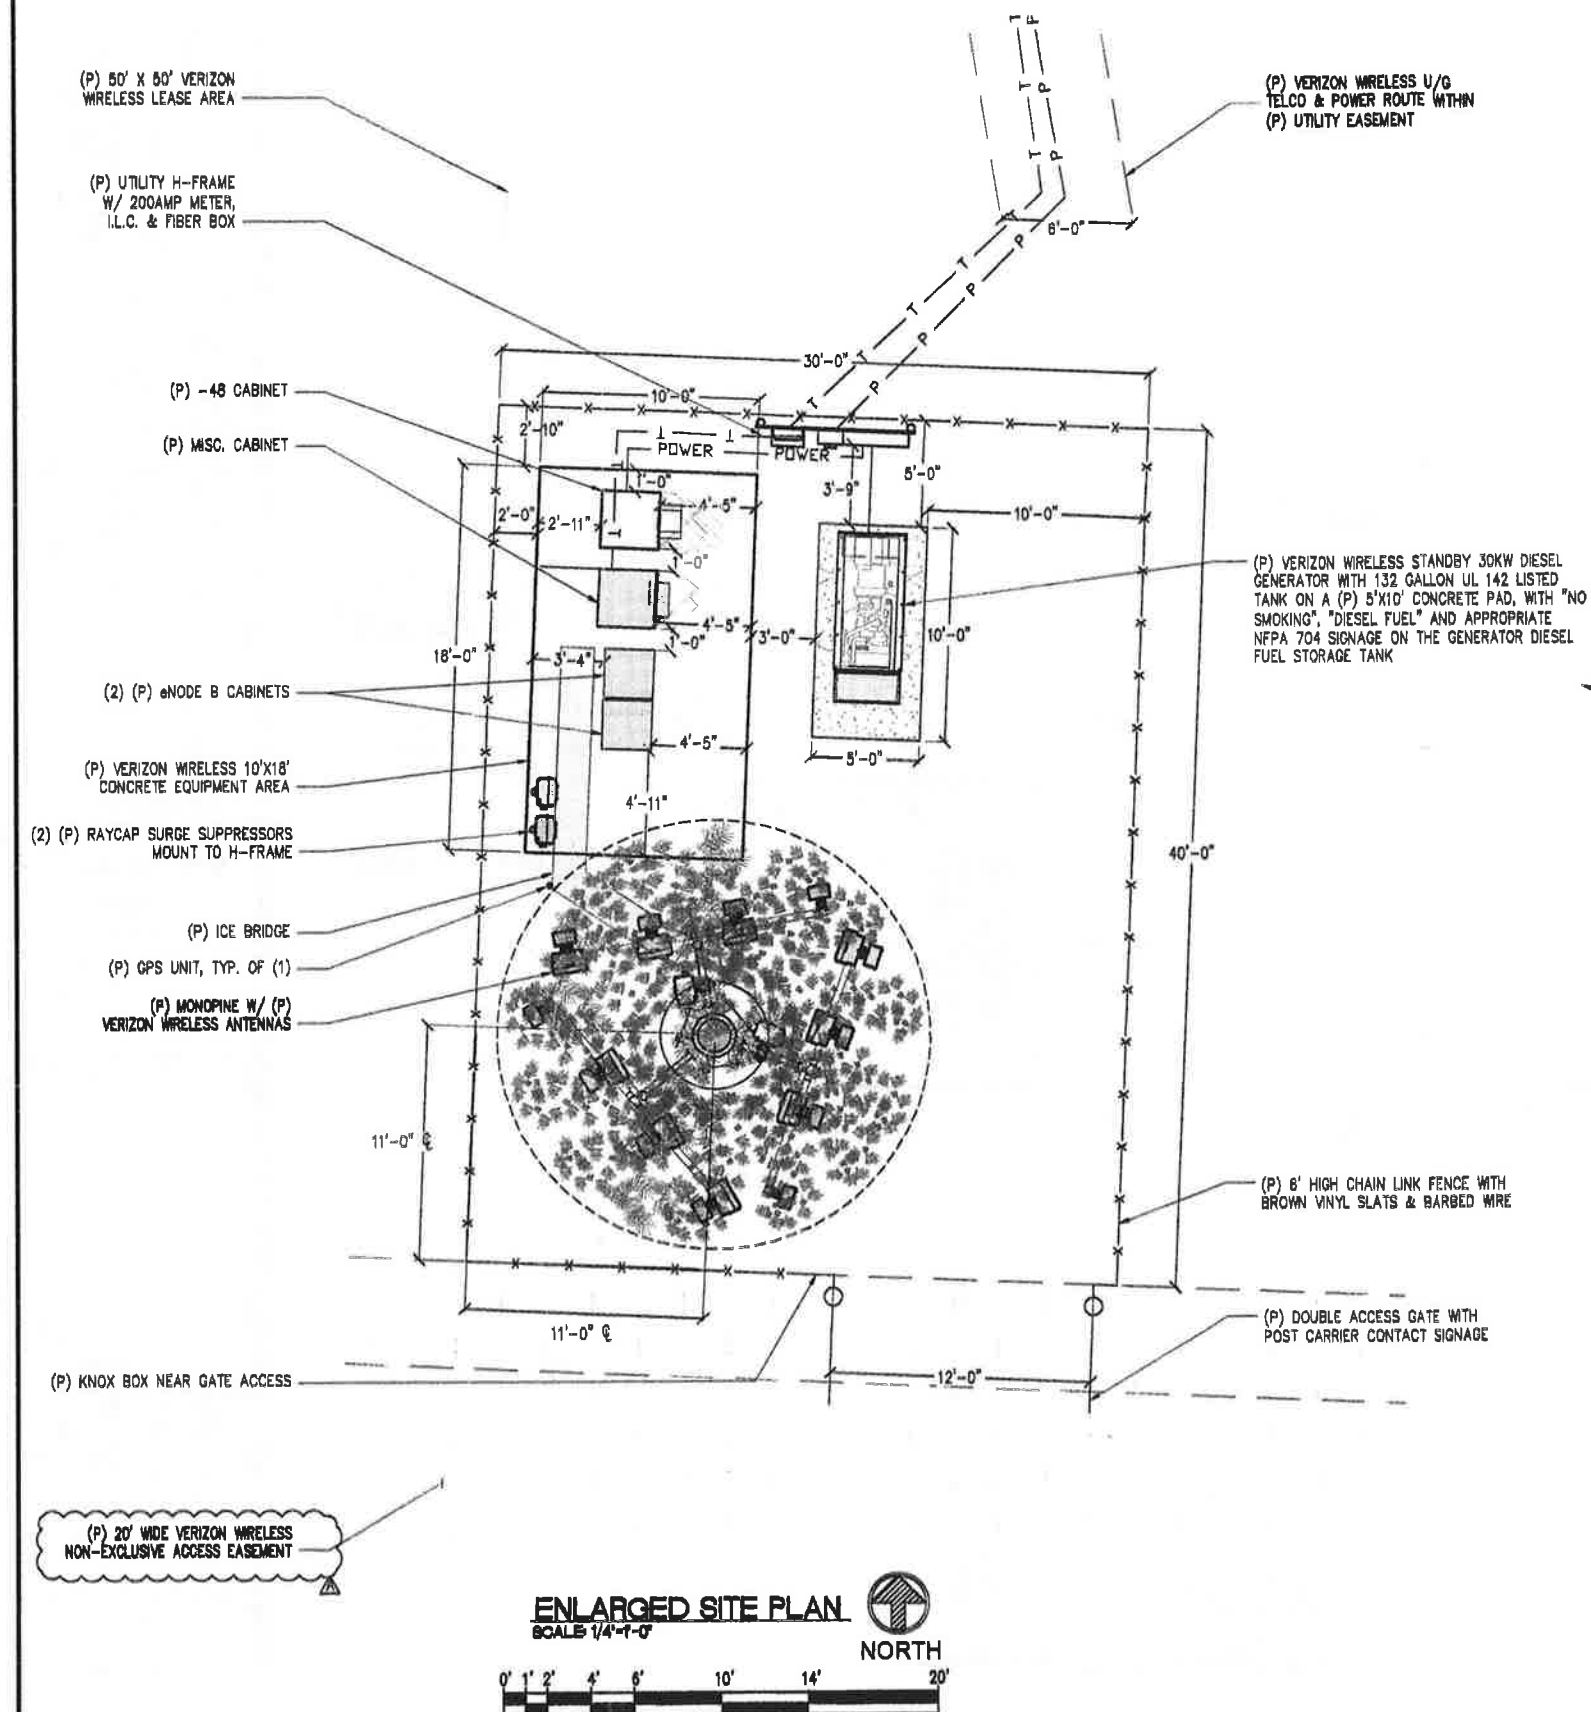 (P) 50' X 50' VERIZON
WIRELESS LEASE AREA
(P) VERIZON WIRELESS U/G
TELCO & POWER ROUTE WITHIN
(P) UTILITY EASEMENT
(P) UTILITY H-FRAME
W/ 200AMP METER,
I.L.C. & FIBER BOX
6'-0"
30'-0"
(P) -48 CABINET
10'-0"
2'-10"
(P) MISC. CABINET
POWER
POWER
1'-0"
3'-9"
5'-0"
4'-5"
2'-0"
2'-11"
10'-0"
1'-0"
(P) VERIZON WIRELESS STANDBY 30KW DIESEL
GENERATOR WITH 132 GALLON UL 142 LISTED
TANK ON A (P) 5'X10' CONCRETE PAD, WITH "NO
SMOKING", "DIESEL FUEL" AND APPROPRIATE
NFPA 704 SIGNAGE ON THE GENERATOR DIESEL
FUEL STORAGE TANK
4'-5"
3'-0"
10'-0"
1'-0"
18'-0"
3'-4"
(2) (P) eNODE B CABINETS
4'-5"
5'-0"
(P) VERIZON WIRELESS 10'X18'
CONCRETE EQUIPMENT AREA
4'-11"
(2) (P) RAYCAP SURGE SUPPRESSORS
MOUNT TO H-FRAME
40'-0"
(P) ICE BRIDGE
(P) GPS UNIT, TYP. OF (1)
(P) MONOPINE W/ (P)
VERIZON WIRELESS ANTENNAS
11'-0" ℄
(P) 6' HIGH CHAIN LINK FENCE WITH
BROWN VINYL SLATS & BARBED WIRE
11'-0" ℄
(P) DOUBLE ACCESS GATE WITH
POST CARRIER CONTACT SIGNAGE
(P) KNOX BOX NEAR GATE ACCESS
12'-0"
(P) 20' WIDE VERIZON WIRELESS
NON-EXCLUSIVE ACCESS EASEMENT
ENLARGED SITE PLAN
SCALE: 1/4"=1'-0"
NORTH
0' 1' 2' 4' 6' 10' 14' 20'